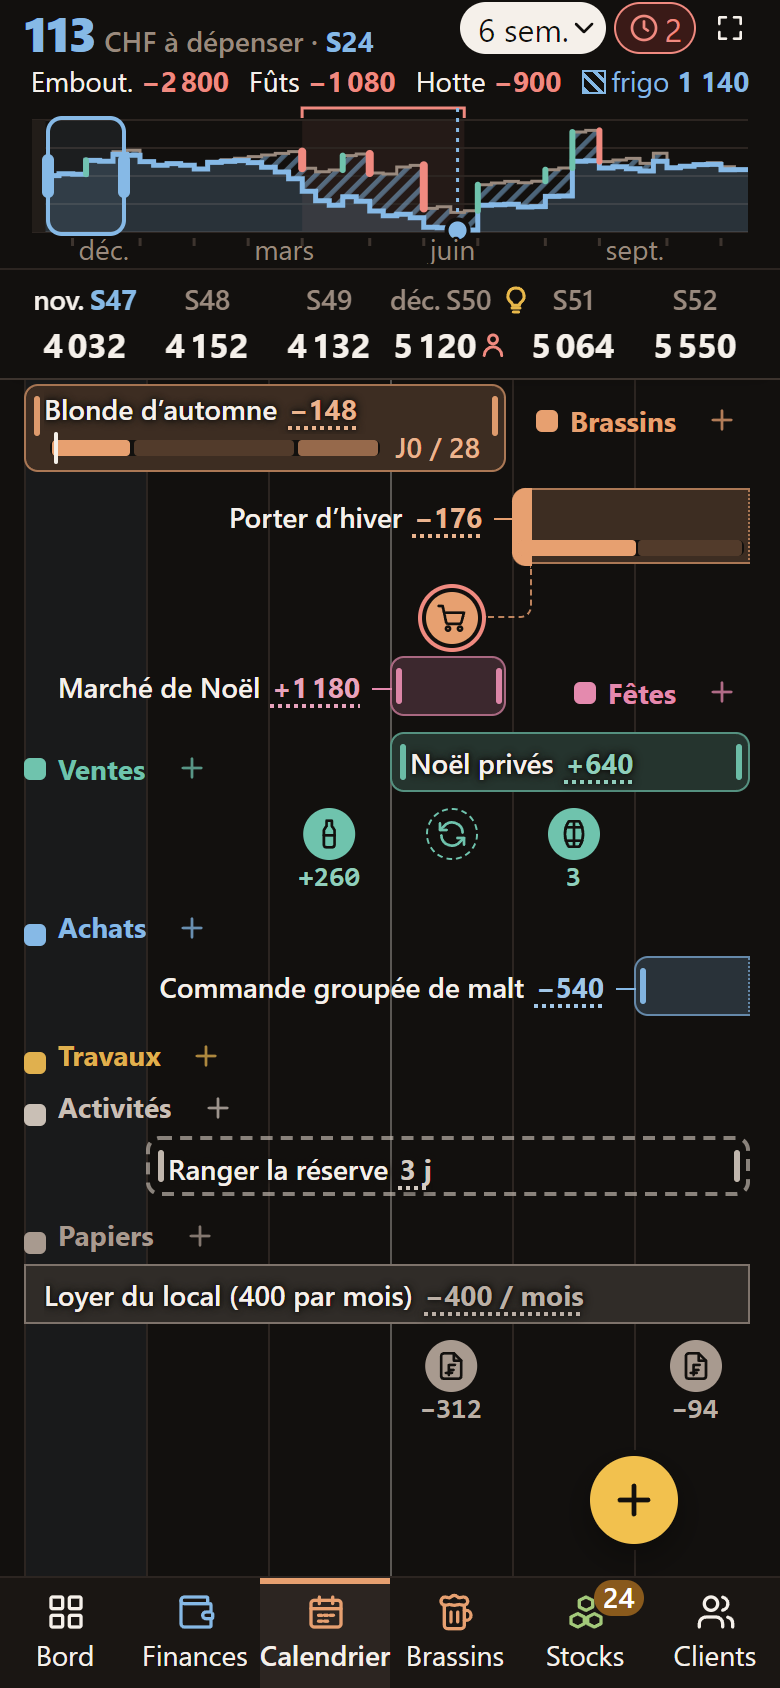 113 CHF à dépenser · S24
6 sem.
2
Embout. −2 800 Fûts −1 080 Hotte −900 frigo 1 140
déc. mars juin sept.
nov. S47 S48 S49 déc. S50 S51 S52
4 032 4 152 4 132 5 120 5 064 5 550
Blonde d’automne −148
J0 / 28
Brassins +
Porter d’hiver −176
Marché de Noël +1 180
Fêtes +
Noël privés +640
Ventes +
+260
3
Achats +
Commande groupée de malt −540
Travaux +
Activités +
Ranger la réserve 3 j
Papiers +
Loyer du local (400 par mois) −400 / mois
−312
−94
+
24
Bord Finances Calendrier Brassins Stocks Clients